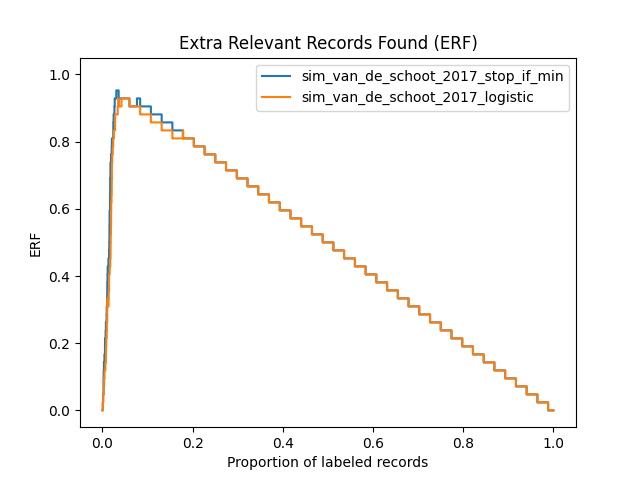 Extra Relevant Records Found (ERF)
sim_van_de_schoot_2017_stop_if_min
sim_van_de_schoot_2017_logistic
1.0
0.8
0.6
0.4
0.2
0.0
ERF
0.0 0.2 0.4 0.6 0.8 1.0
Proportion of labeled records